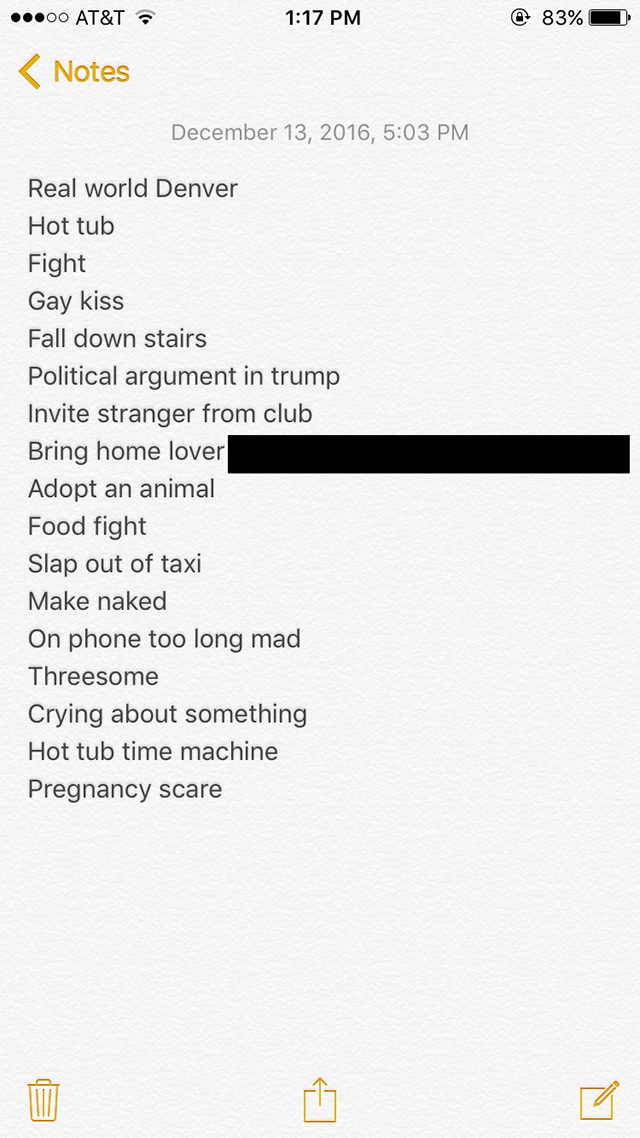 AT&T 1:17 PM 83%
Notes
December 13, 2016, 5:03 PM
Real world Denver
Hot tub
Fight
Gay kiss
Fall down stairs
Political argument in trump
Invite stranger from club
Bring home lover
Adopt an animal
Food fight
Slap out of taxi
Make naked
On phone too long mad
Threesome
Crying about something
Hot tub time machine
Pregnancy scare